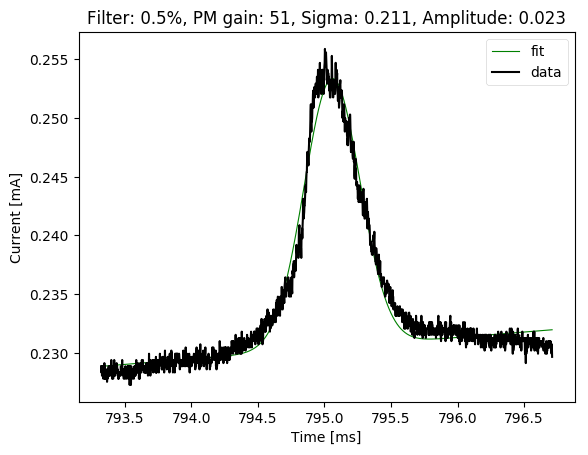 Filter: 0.5%, PM gain: 51, Sigma: 0.211, Amplitude: 0.023
fit
data
0.255
0.250
0.245
0.240
0.235
0.230
Current [mA]
793.5 794.0 794.5 795.0 795.5 796.0 796.5
Time [ms]